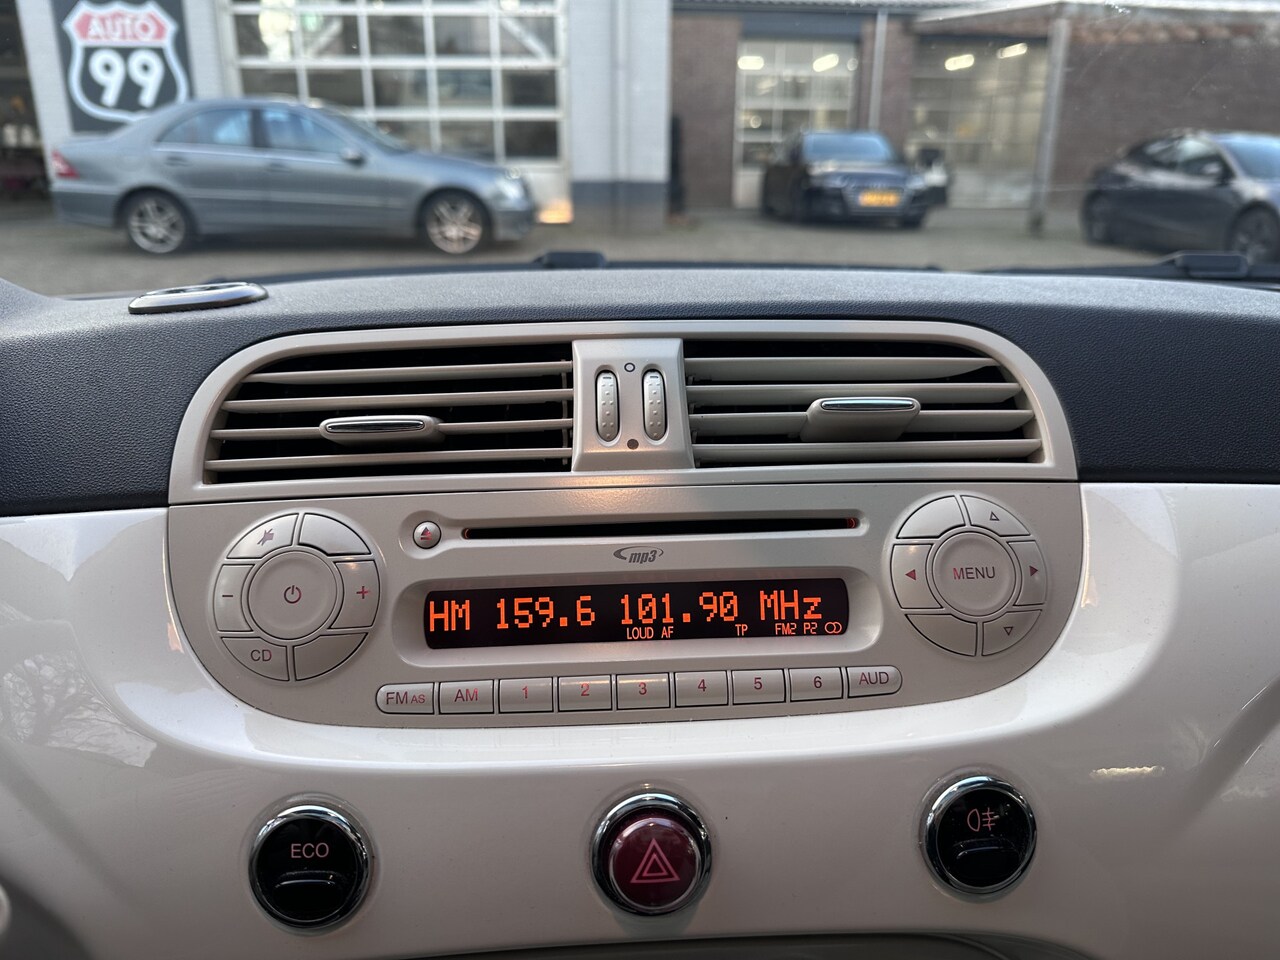 AUTO
99
mp3
HM 159.6 101.90 MHz
LOUD AF TP FM2 P2
MENU
- +
CD
FM AS AM 1 2 3 4 5 6 AUD
ECO